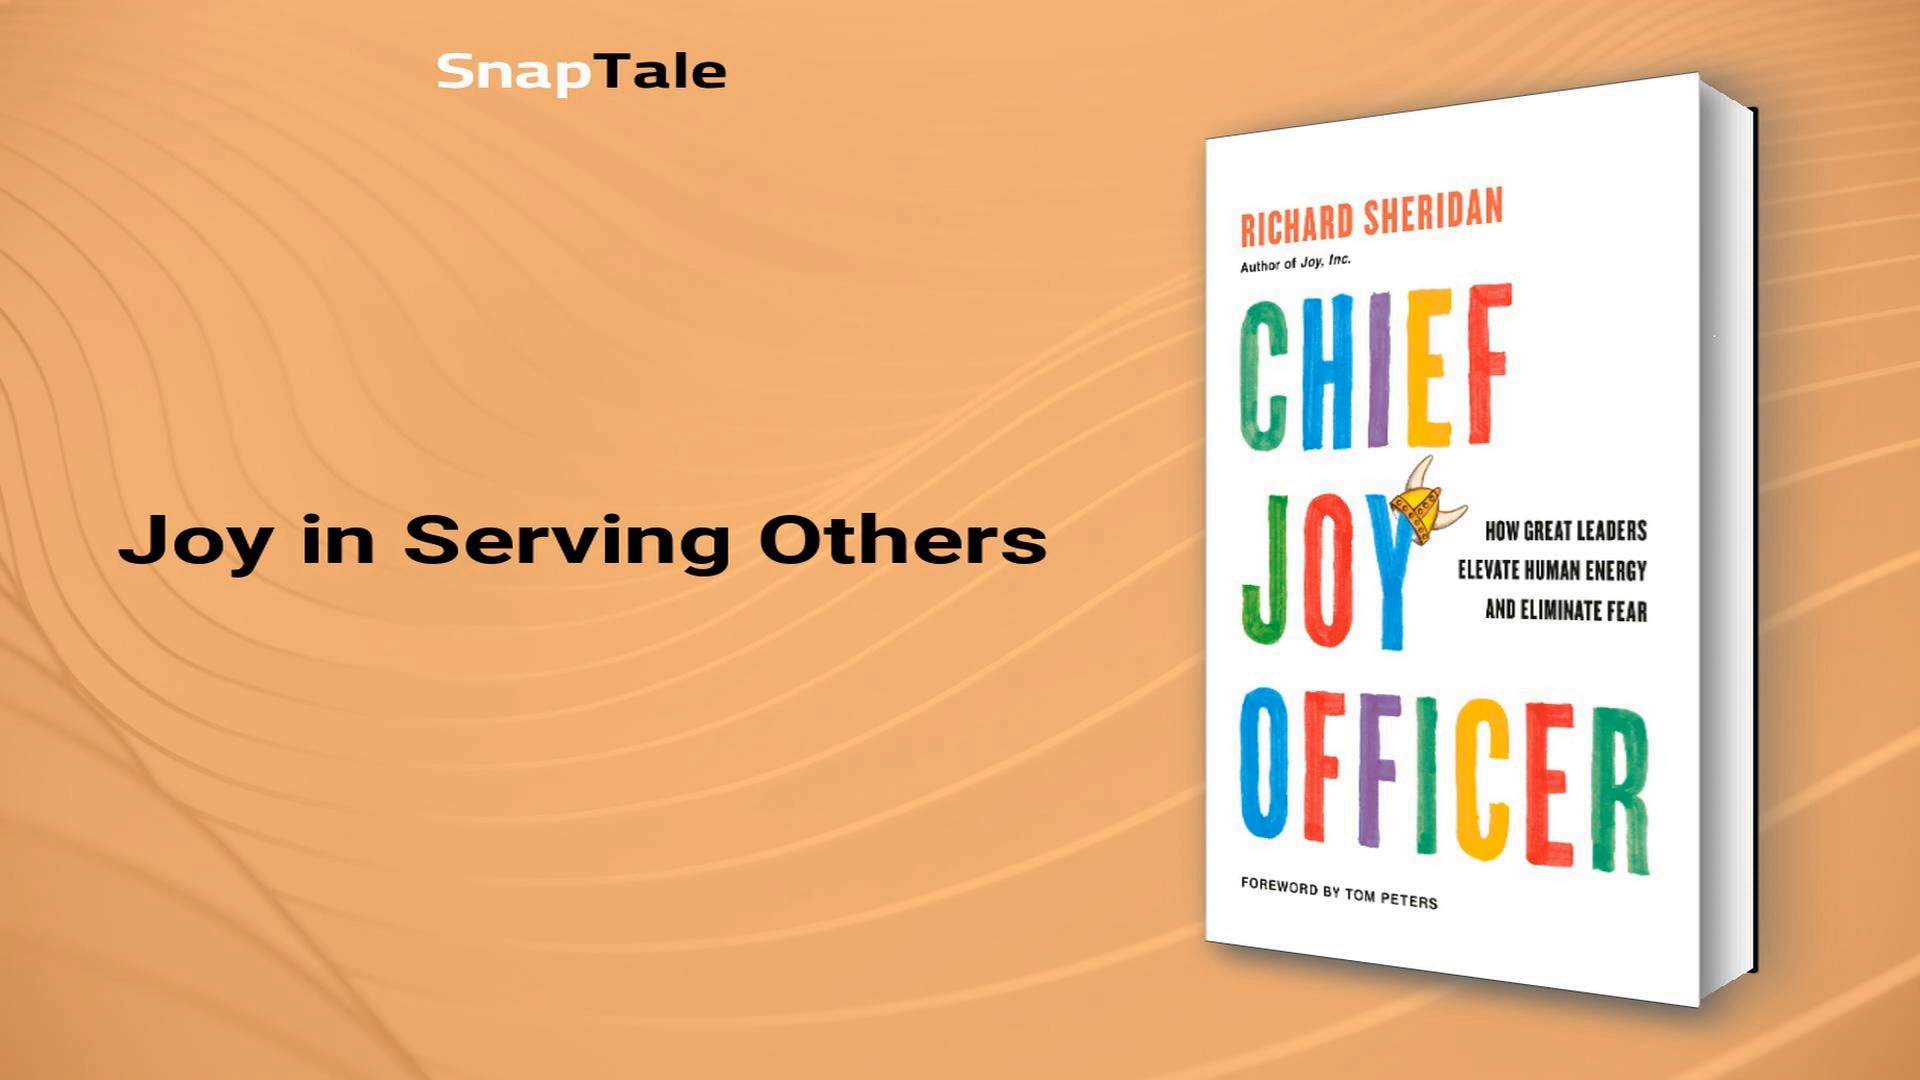 SnapTale
Joy in Serving Others
RICHARD SHERIDAN
Author of Joy, Inc.
CHIEF
JOY
HOW GREAT LEADERS
ELEVATE HUMAN ENERGY
AND ELIMINATE FEAR
OFFICER
FOREWORD BY TOM PETERS